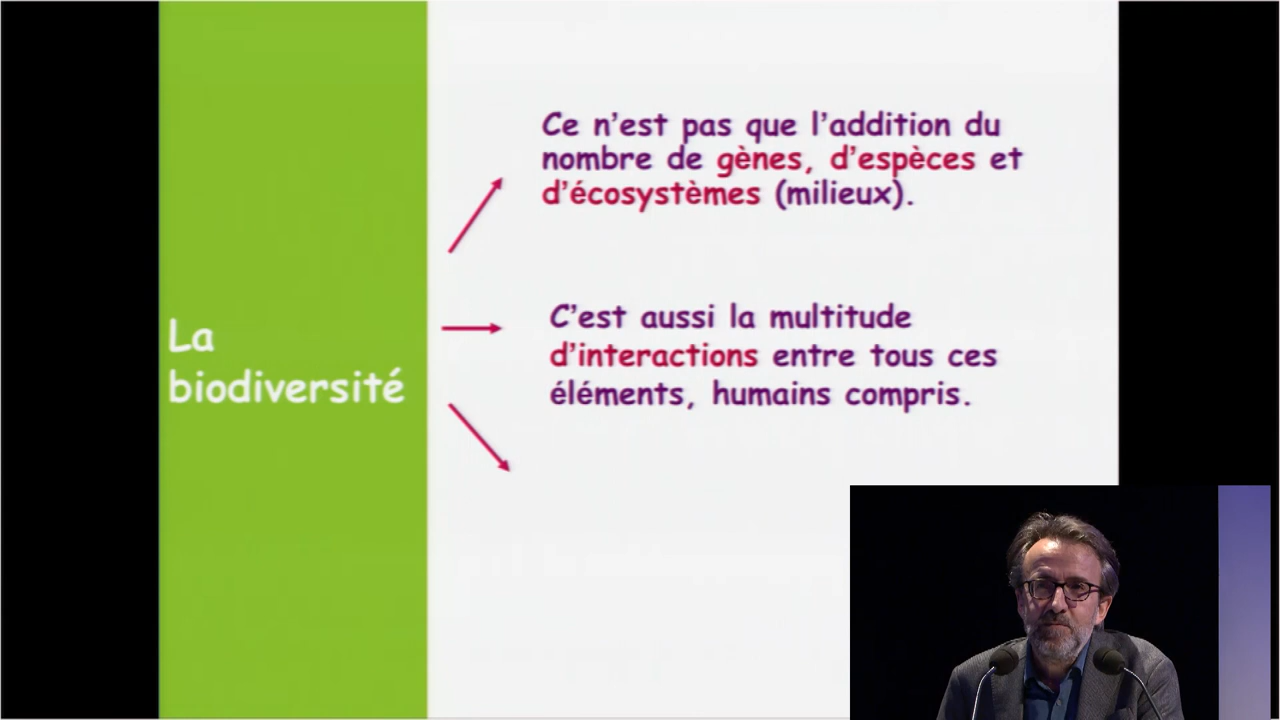 La
biodiversité
Ce n'est pas que l'addition du
nombre de gènes, d'espèces et
d'écosystèmes (milieux).
C'est aussi la multitude
d'interactions entre tous ces
éléments, humains compris.